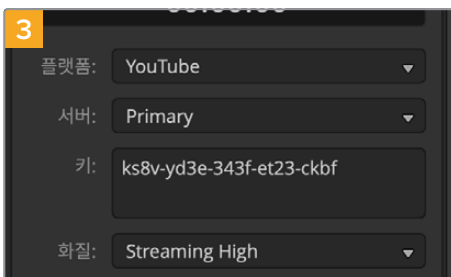 3
플랫폼: YouTube
서버: Primary
키: ks8v-yd3e-343f-et23-ckbf
화질: Streaming High